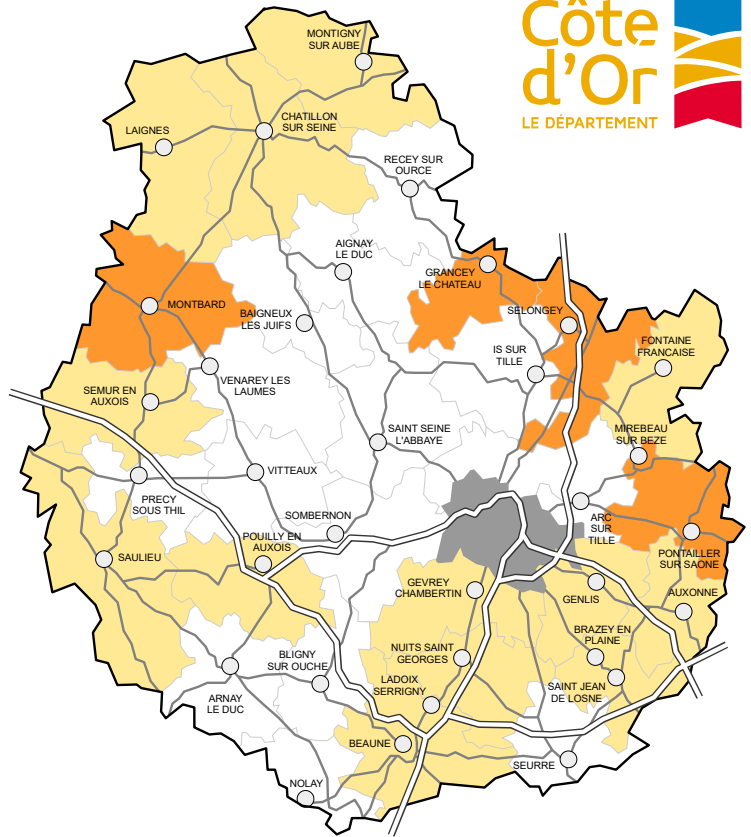 Côte
d'Or
LE DÉPARTEMENT
MONTIGNY
SUR AUBE
CHATILLON
SUR SEINE
LAIGNES
RECEY SUR
OURCE
AIGNAY
LE DUC
GRANCEY
LE CHATEAU
MONTBARD
BAIGNEUX
LES JUIFS
SELONGEY
IS SUR
TILLE
FONTAINE
FRANCAISE
VENAREY LES
LAUMES
SEMUR EN
AUXOIS
SAINT SEINE
L'ABBAYE
MIREBEAU
SUR BEZE
VITTEAUX
PRECY
SOUS THIL
SOMBERNON
ARC
SUR
TILLE
POUILLY EN
AUXOIS
SAULIEU
PONTAILLER
SUR SAONE
GEVREY
CHAMBERTIN
GENLIS
AUXONNE
BRAZEY EN
PLAINE
NUITS SAINT
GEORGES
BLIGNY
SUR OUCHE
LADOIX
SERRIGNY
SAINT JEAN
DE LOSNE
ARNAY
LE DUC
BEAUNE
SEURRE
NOLAY